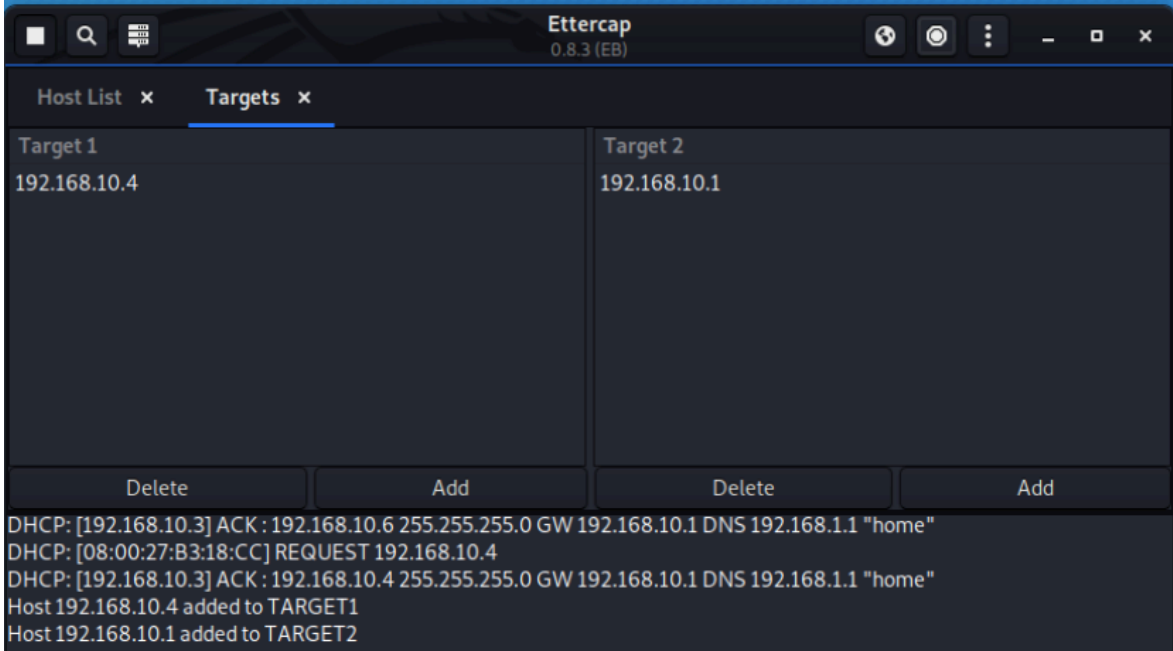 Ettercap
0.8.3 (EB)
Host List
Targets
Target 1
Target 2
192.168.10.4
192.168.10.1
Delete
Add
Delete
Add
DHCP: [192.168.10.3] ACK : 192.168.10.6 255.255.255.0 GW 192.168.10.1 DNS 192.168.1.1 "home"
DHCP: [08:00:27:B3:18:CC] REQUEST 192.168.10.4
DHCP: [192.168.10.3] ACK : 192.168.10.4 255.255.255.0 GW 192.168.10.1 DNS 192.168.1.1 "home"
Host 192.168.10.4 added to TARGET1
Host 192.168.10.1 added to TARGET2